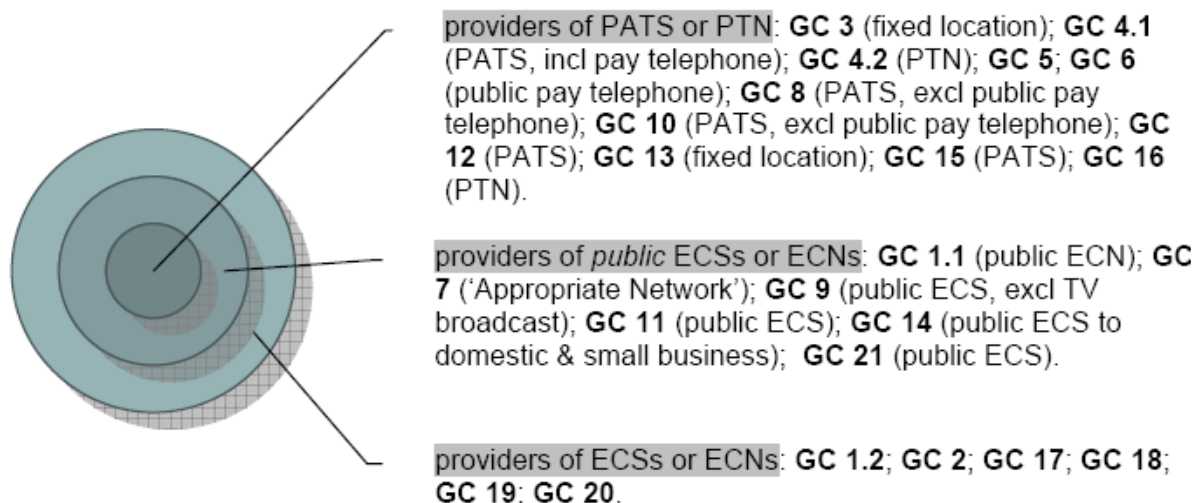 providers of PATS or PTN: GC 3 (fixed location); GC 4.1
(PATS, incl pay telephone); GC 4.2 (PTN); GC 5; GC 6
(public pay telephone); GC 8 (PATS, excl public pay
telephone); GC 10 (PATS, excl public pay telephone); GC
12 (PATS); GC 13 (fixed location); GC 15 (PATS); GC 16
(PTN).
providers of public ECSs or ECNs: GC 1.1 (public ECN); GC
7 (‘Appropriate Network’); GC 9 (public ECS, excl TV
broadcast); GC 11 (public ECS); GC 14 (public ECS to
domestic & small business); GC 21 (public ECS).
providers of ECSs or ECNs: GC 1.2; GC 2; GC 17; GC 18;
GC 19; GC 20.